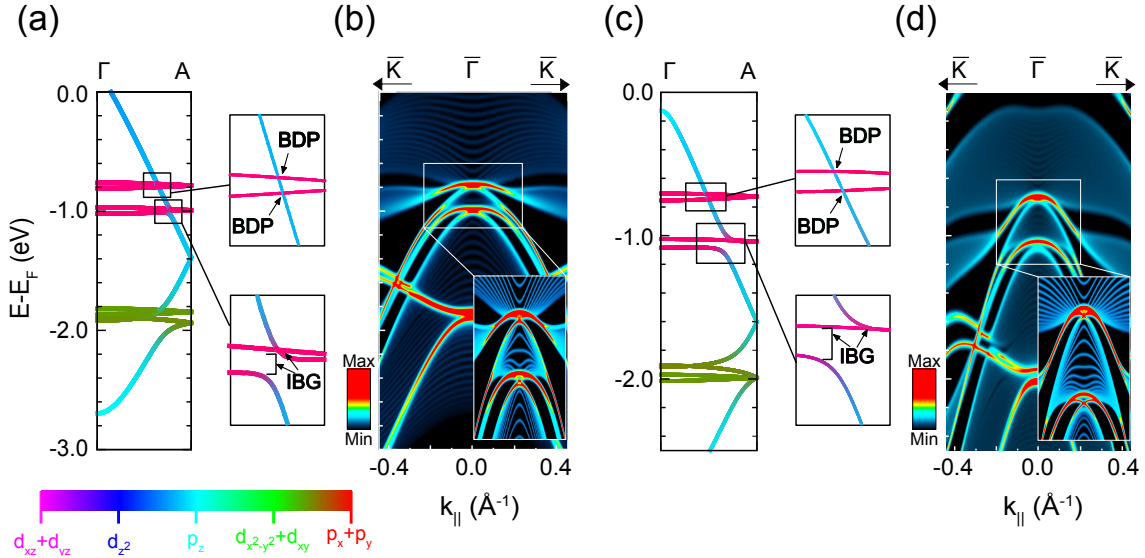 (a)
(b)
(c)
(d)
Γ A
K̅ Γ̅ K̅
Γ A
K̅ Γ̅ K̅
0.0
-1.0
-2.0
-3.0
E-E_F (eV)
BDP
BDP
IBG
Max
Min
-0.4 0.0 0.4
k_|| (Å⁻¹)
0.0
-1.0
-2.0
BDP
BDP
IBG
Max
Min
-0.4 0.0 0.4
k_|| (Å⁻¹)
d_xz+d_yz d_z² p_z d_x²-y²+d_xy p_x+p_y